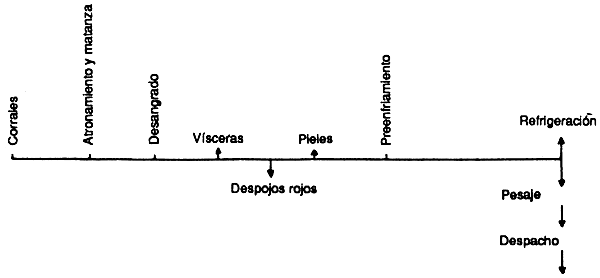 Corrales
Atronamiento y matanza
Desangrado
Vísceras
Despojos rojos
Pieles
Preenfriamiento
Refrigeración
Pesaje
Despacho